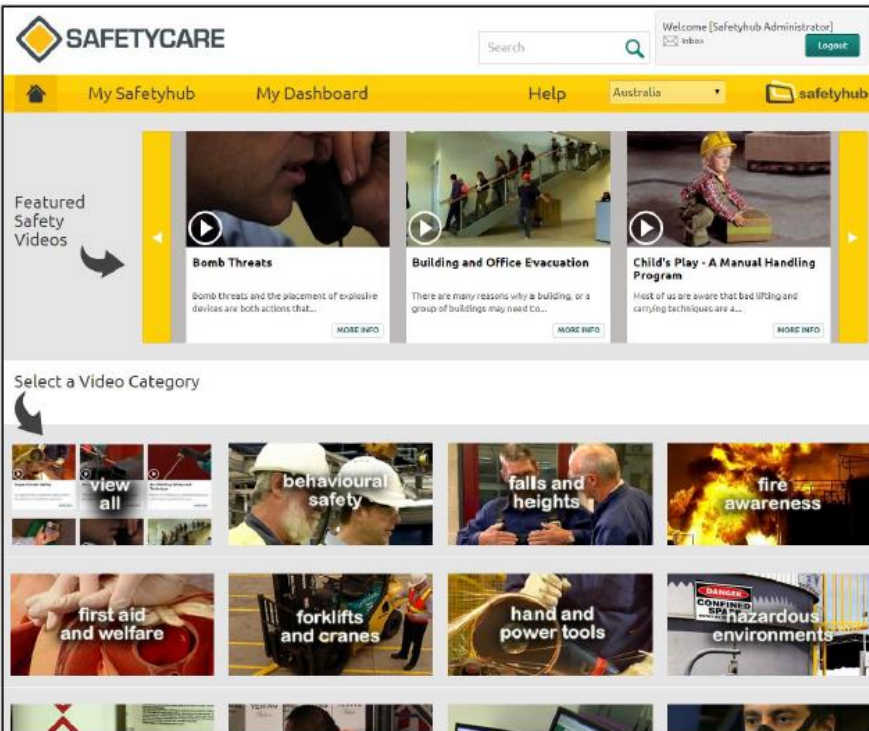 SAFETYCARE
Search
Welcome [Safetyhub Administrator]
Inbox
Logout
My Safetyhub
My Dashboard
Help
Australia
safetyhub
Featured
Safety
Videos
Bomb Threats
Bomb threats and the placement of explosive
devices are both actions that...
MORE INFO
Building and Office Evacuation
There are many reasons why a building, or a
group of buildings may need to...
MORE INFO
Child's Play - A Manual Handling
Program
Most of us are aware that bad lifting and
carrying techniques are a...
MORE INFO
Select a Video Category
view
all
behavioural
safety
falls and
heights
fire
awareness
first aid
and welfare
forklifts
and cranes
hand and
power tools
DANGER
CONFINED
SPACE
hazardous
environments